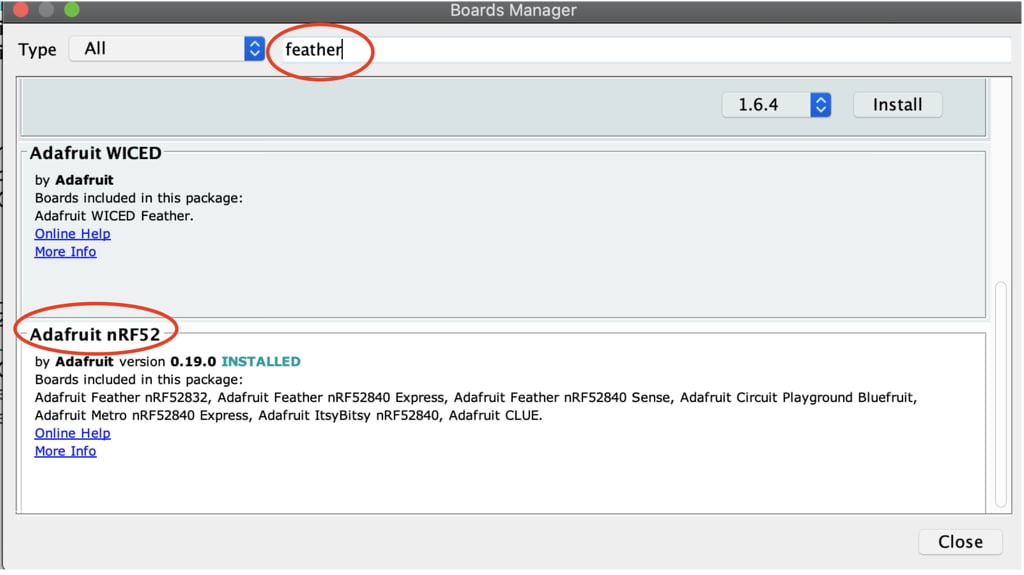 Boards Manager
Type All feather
1.6.4 Install
Adafruit WICED
by Adafruit
Boards included in this package:
Adafruit WICED Feather.
Online Help
More Info
Adafruit nRF52
by Adafruit version 0.19.0 INSTALLED
Boards included in this package:
Adafruit Feather nRF52832, Adafruit Feather nRF52840 Express, Adafruit Feather nRF52840 Sense, Adafruit Circuit Playground Bluefruit,
Adafruit Metro nRF52840 Express, Adafruit ItsyBitsy nRF52840, Adafruit CLUE.
Online Help
More Info
Close